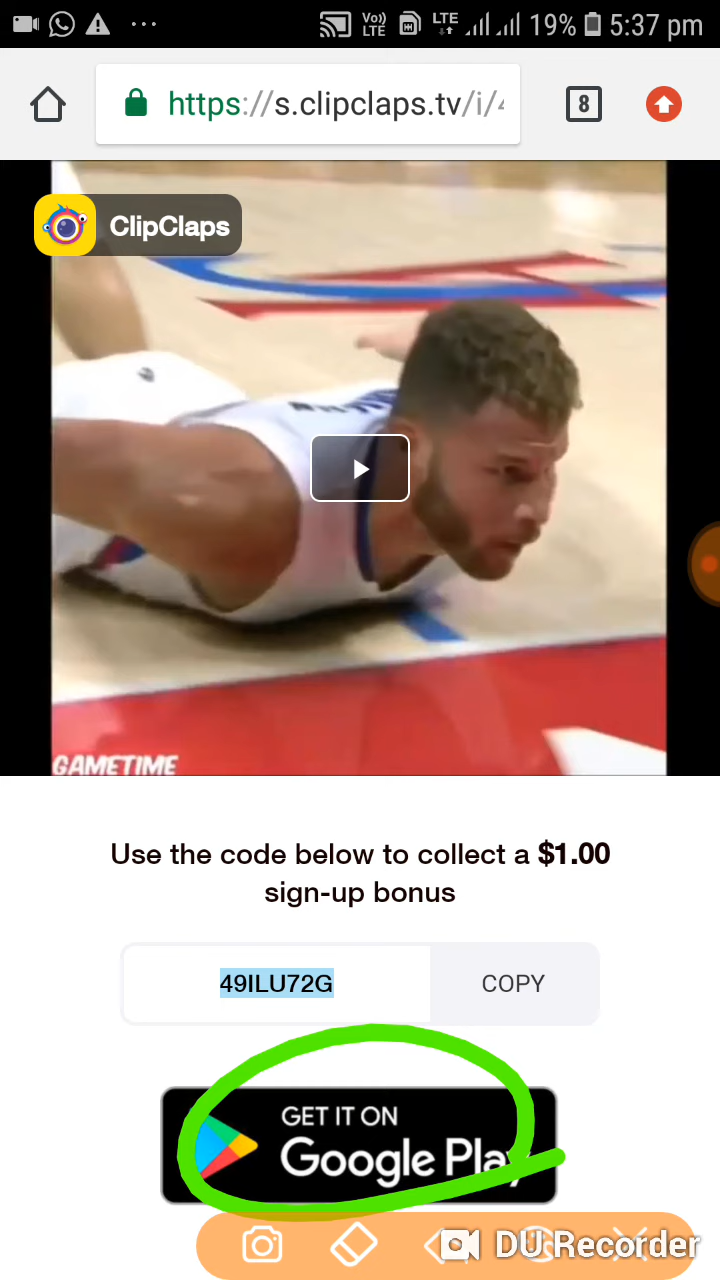 Vo)) LTE LTE 19% 5:37 pm
https://s.clipclaps.tv/i/
8
ClipClaps
GAMETIME
Use the code below to collect a $1.00
sign-up bonus
49ILU72G COPY
GET IT ON
Google Play
DU Recorder